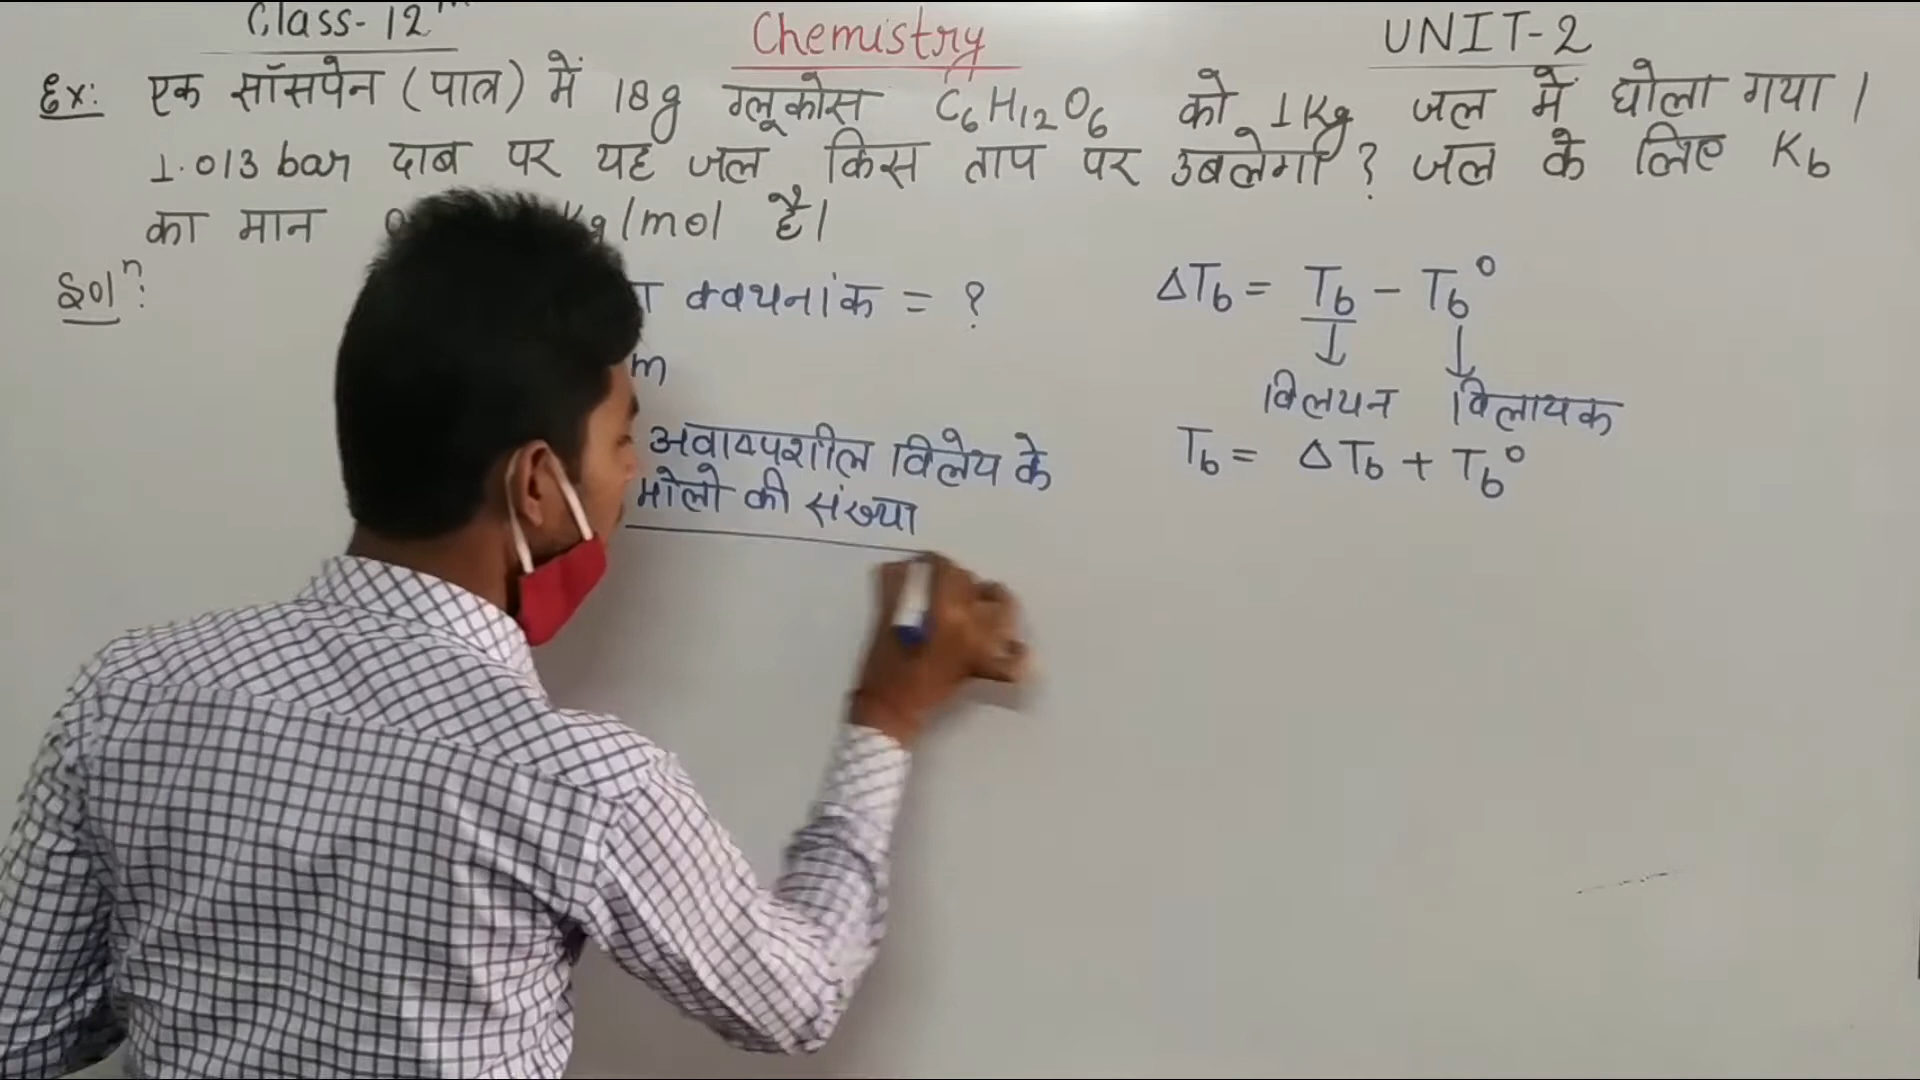 Class-12th
Chemistry
UNIT-2
Ex: एक सॉसपेन (पात्र) में 18g ग्लूकोस C₆H₁₂O₆ को 1Kg जल में घोला गया।
1.013 bar दाब पर यह जल किस ताप पर उबलेगा? जल के लिए Kb
का मान Kg/mol है।
Solⁿ:
क्वथनांक = ?
m
अवाष्पशील विलेय के
मोलो की संख्या
ΔTb = Tb - Tb°
↓ ↓
विलयन विलायक
Tb = ΔTb + Tb°